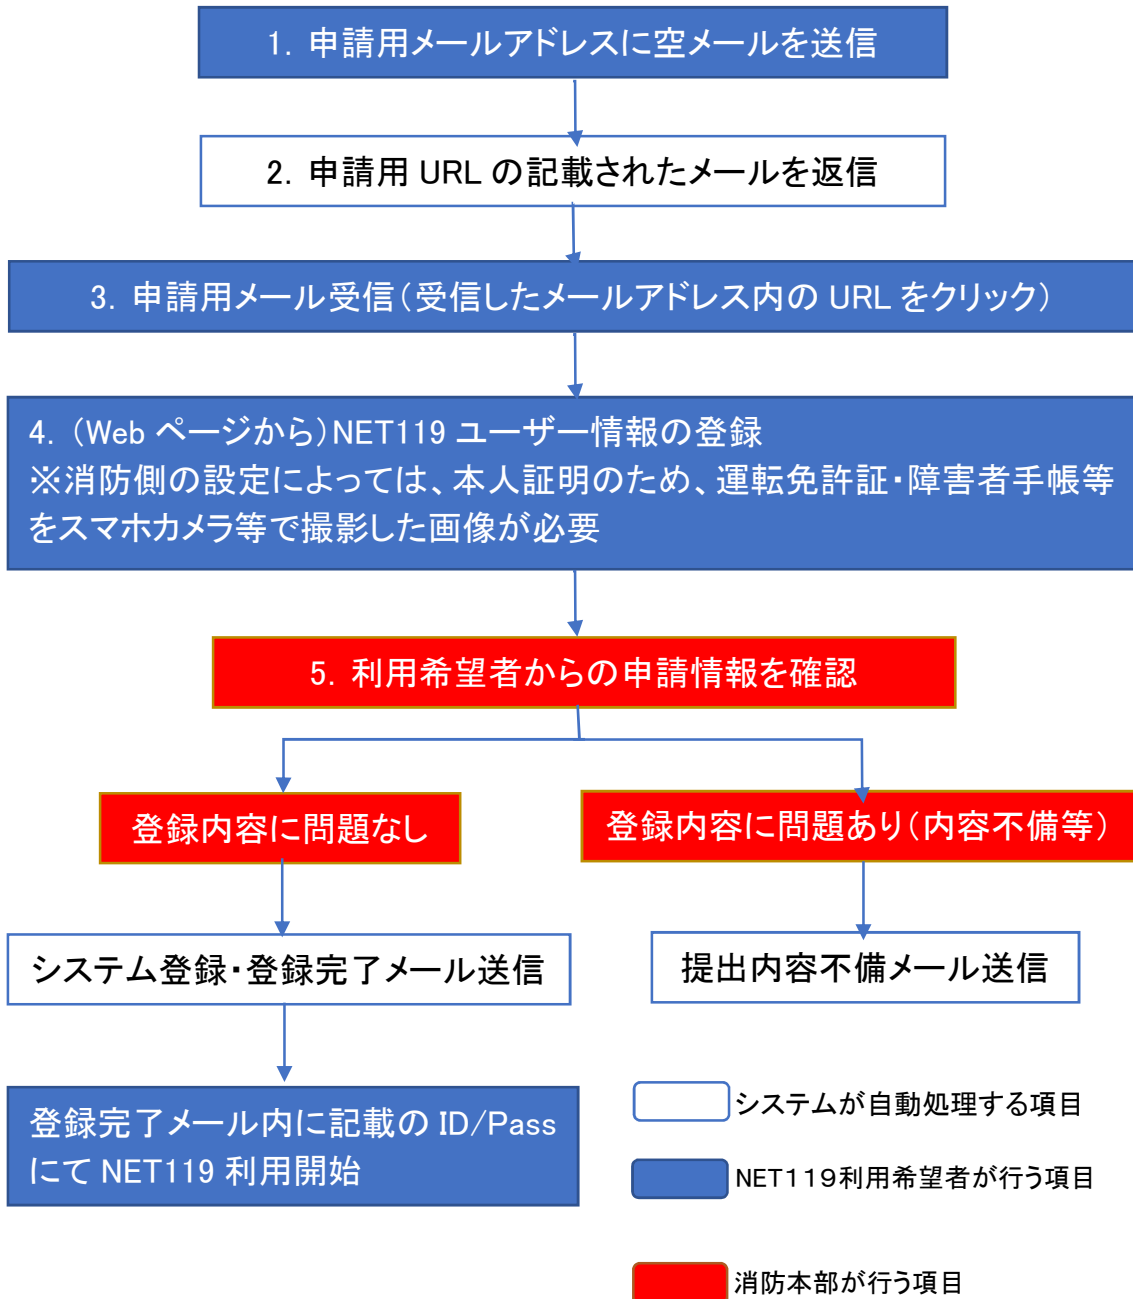 1. 申請用メールアドレスに空メールを送信
2. 申請用 URL の記載されたメールを返信
3. 申請用メール受信(受信したメールアドレス内の URL をクリック)
4. (Web ページから)NET119 ユーザー情報の登録
※消防側の設定によっては、本人証明のため、運転免許証・障害者手帳等
をスマホカメラ等で撮影した画像が必要
5. 利用希望者からの申請情報を確認
登録内容に問題なし
登録内容に問題あり(内容不備等)
システム登録・登録完了メール送信
提出内容不備メール送信
登録完了メール内に記載の ID/Pass
にて NET119 利用開始
システムが自動処理する項目
NET119利用希望者が行う項目
消防本部が行う項目